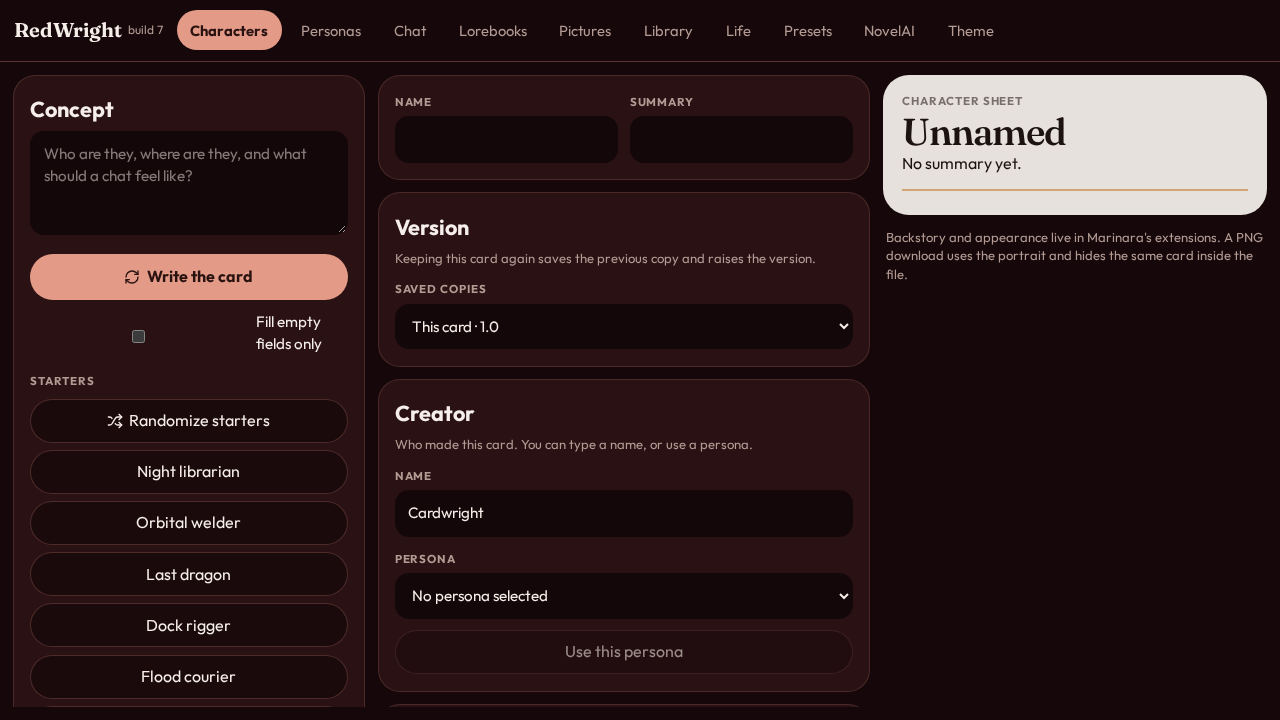 RedWright build 7 Characters Personas Chat Lorebooks Pictures Library Life Presets NovelAI Theme
Concept
Who are they, where are they, and what
should a chat feel like?
Write the card
Fill empty
fields only
STARTERS
Randomize starters
Night librarian
Orbital welder
Last dragon
Dock rigger
Flood courier
NAME
SUMMARY
Version
Keeping this card again saves the previous copy and raises the version.
SAVED COPIES
This card · 1.0
Creator
Who made this card. You can type a name, or use a persona.
NAME
Cardwright
PERSONA
No persona selected
Use this persona
CHARACTER SHEET
Unnamed
No summary yet.
Backstory and appearance live in Marinara's extensions. A PNG
download uses the portrait and hides the same card inside the
file.